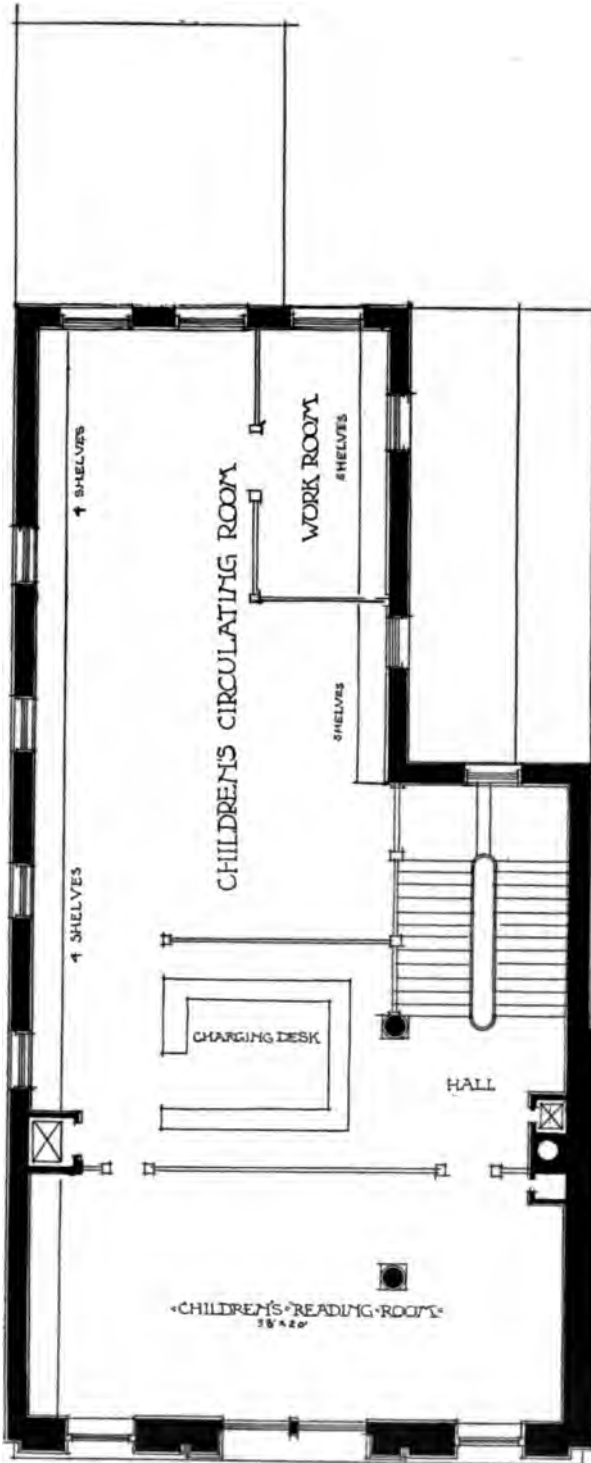 4 SHELVES
WORK ROOM
SHELVES
CHILDREN'S CIRCULATING ROOM
SHELVES
4 SHELVES
CHARGING DESK
HALL
CHILDREN'S READING ROOM